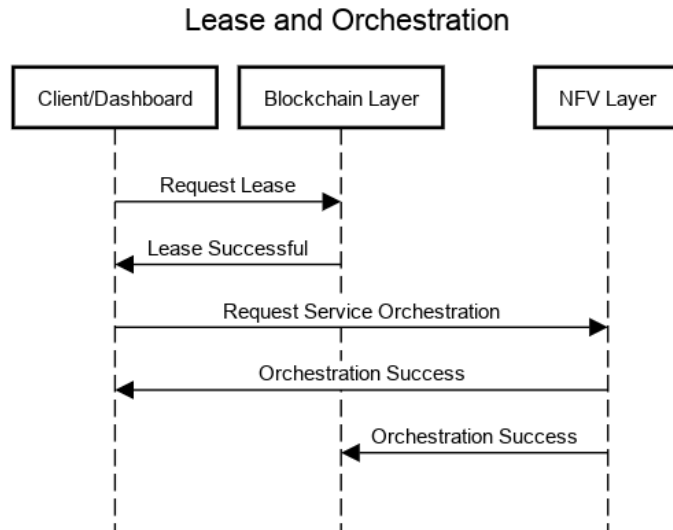 Lease and Orchestration
Client/Dashboard
Blockchain Layer
NFV Layer
Request Lease
Lease Successful
Request Service Orchestration
Orchestration Success
Orchestration Success